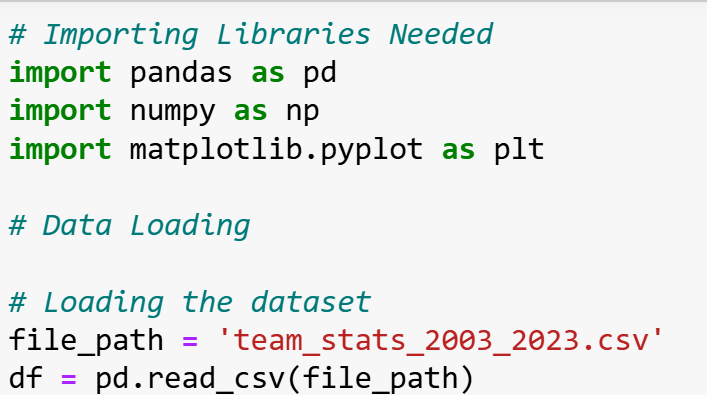 # Importing Libraries Needed
import pandas as pd
import numpy as np
import matplotlib.pyplot as plt
# Data Loading
# Loading the dataset
file_path = 'team_stats_2003_2023.csv'
df = pd.read_csv(file_path)